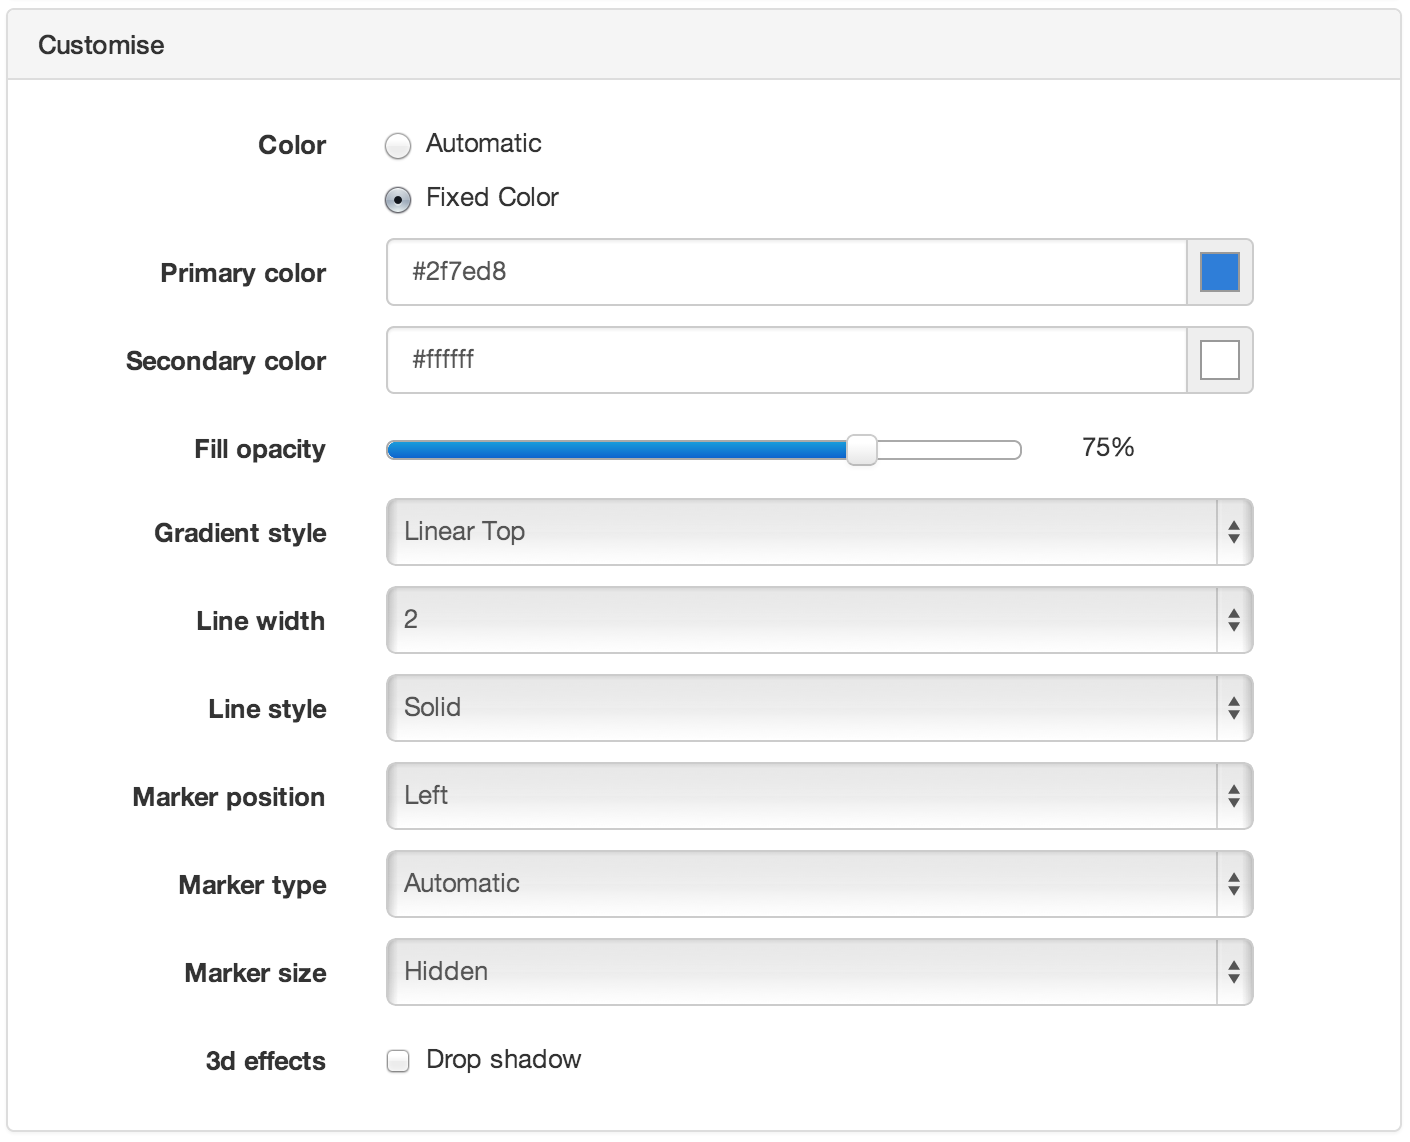 Customise
Color Automatic
Fixed Color
Primary color #2f7ed8
Secondary color #ffffff
Fill opacity 75%
Gradient style Linear Top
Line width 2
Line style Solid
Marker position Left
Marker type Automatic
Marker size Hidden
3d effects Drop shadow